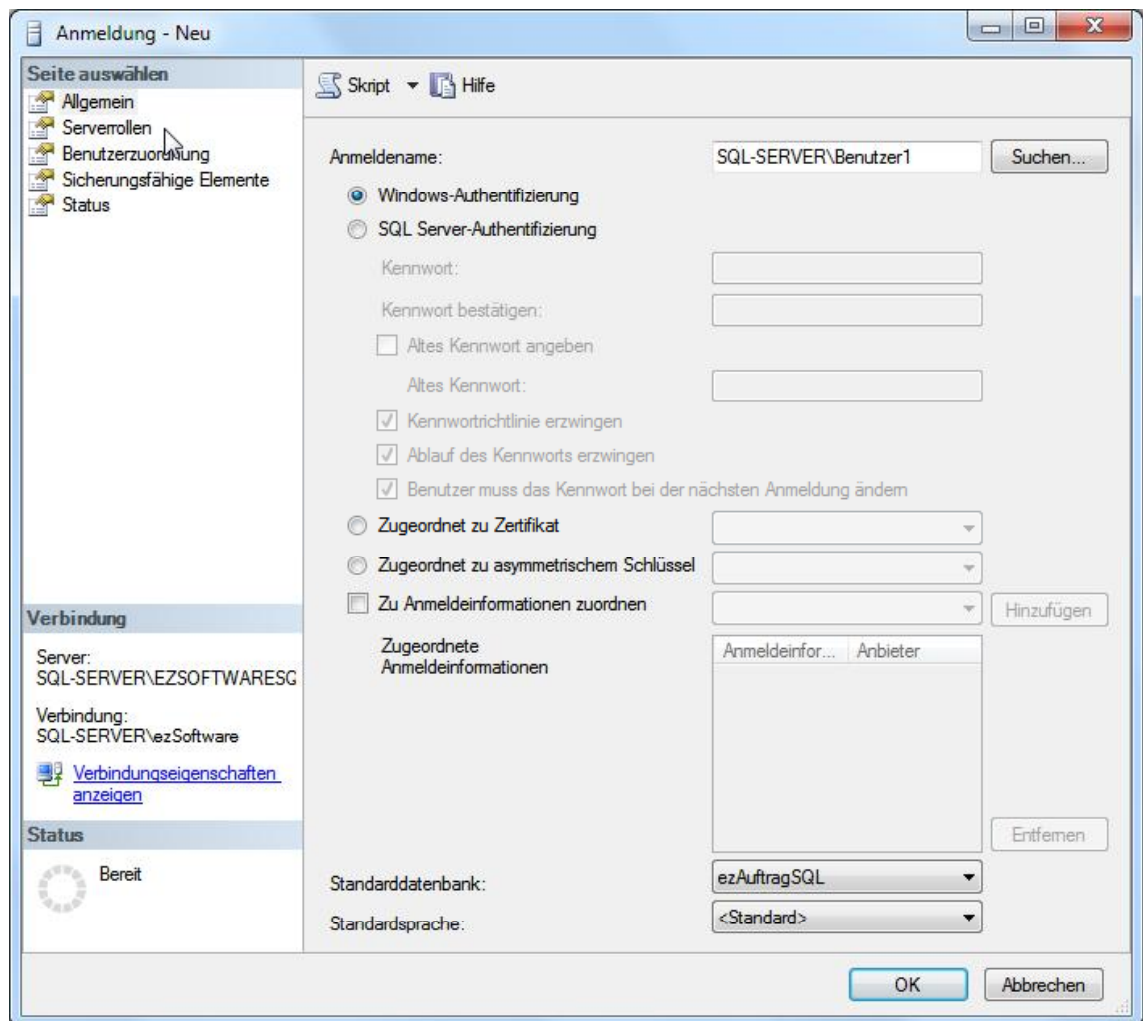 Anmeldung - Neu
Seite auswählen
Allgemein
Serverrollen
Benutzerzuordnung
Sicherungsfähige Elemente
Status
Verbindung
Server:
SQL-SERVER\EZSOFTWARESQ
Verbindung:
SQL-SERVER\ezSoftware
Verbindungseigenschaften
anzeigen
Status
Bereit
Skript Hilfe
Anmeldename: SQL-SERVER\Benutzer1 Suchen...
Windows-Authentifizierung
SQL Server-Authentifizierung
Kennwort:
Kennwort bestätigen:
Altes Kennwort angeben
Altes Kennwort:
Kennwortrichtlinie erzwingen
Ablauf des Kennworts erzwingen
Benutzer muss das Kennwort bei der nächsten Anmeldung ändern
Zugeordnet zu Zertifikat
Zugeordnet zu asymmetrischem Schlüssel
Zu Anmeldeinformationen zuordnen Hinzufügen
Zugeordnete
Anmeldeinformationen
Anmeldeinfor... Anbieter
Entfernen
Standarddatenbank: ezAuftragSQL
Standardsprache: <Standard>
OK Abbrechen